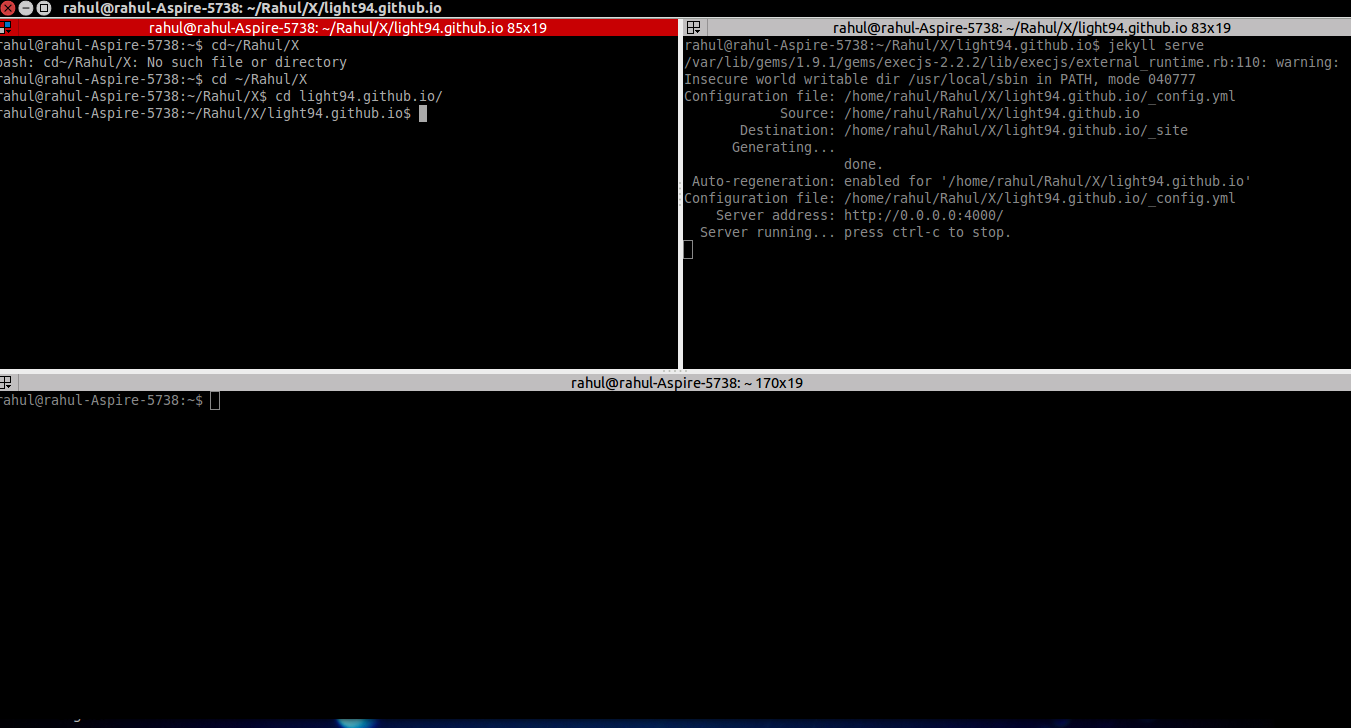 rahul@rahul-Aspire-5738: ~/Rahul/X/light94.github.io
rahul@rahul-Aspire-5738: ~/Rahul/X/light94.github.io 85x19
rahul@rahul-Aspire-5738:~$ cd~/Rahul/X
bash: cd~/Rahul/X: No such file or directory
rahul@rahul-Aspire-5738:~$ cd ~/Rahul/X
rahul@rahul-Aspire-5738:~/Rahul/X$ cd light94.github.io/
rahul@rahul-Aspire-5738:~/Rahul/X/light94.github.io$
rahul@rahul-Aspire-5738: ~/Rahul/X/light94.github.io 83x19
rahul@rahul-Aspire-5738:~/Rahul/X/light94.github.io$ jekyll serve
/var/lib/gems/1.9.1/gems/execjs-2.2.2/lib/execjs/external_runtime.rb:110: warning:
Insecure world writable dir /usr/local/sbin in PATH, mode 040777
Configuration file: /home/rahul/Rahul/X/light94.github.io/_config.yml
Source: /home/rahul/Rahul/X/light94.github.io
Destination: /home/rahul/Rahul/X/light94.github.io/_site
Generating...
done.
Auto-regeneration: enabled for '/home/rahul/Rahul/X/light94.github.io'
Configuration file: /home/rahul/Rahul/X/light94.github.io/_config.yml
Server address: http://0.0.0.0:4000/
Server running... press ctrl-c to stop.
rahul@rahul-Aspire-5738: ~ 170x19
rahul@rahul-Aspire-5738:~$